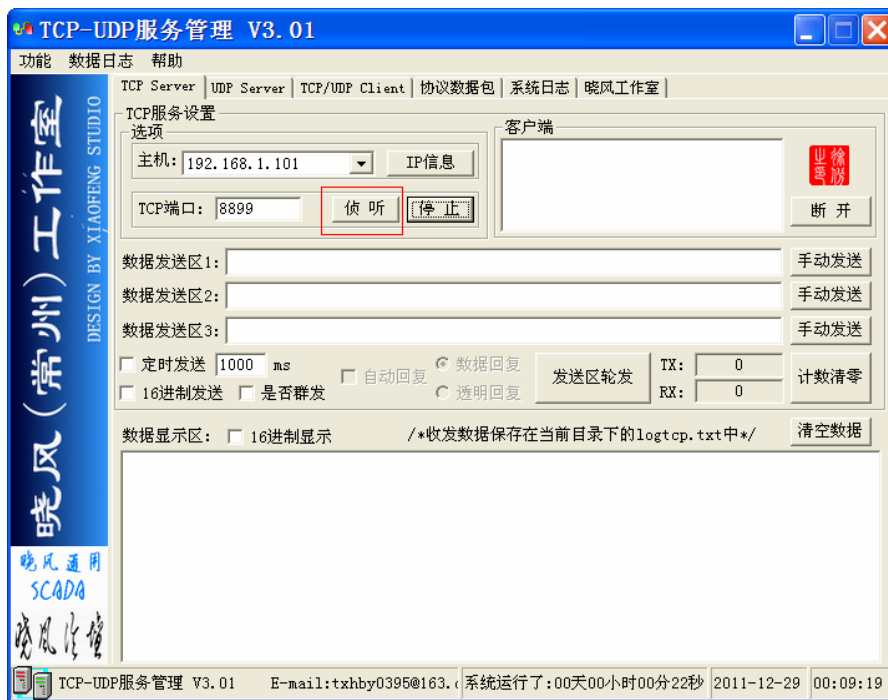 TCP-UDP服务管理 V3.01
功能 数据日志 帮助
TCP Server UDP Server TCP/UDP Client 协议数据包 系统日志 晓风工作室
TCP服务设置
选项
客户端
主机: 192.168.1.101 IP信息
TCP端口: 8899 侦 听 停 止
断 开
数据发送区1: 手动发送
数据发送区2: 手动发送
数据发送区3: 手动发送
定时发送 1000 ms
自动回复
数据回复
16进制发送 是否群发
透明回复
发送区轮发
TX: 0
RX: 0
计数清零
数据显示区: 16进制显示 /*收发数据保存在当前目录下的logtcp.txt中*/ 清空数据
晓风(常州)工作室
DESIGN BY XIAOFENG STUDIO
晓风通用
SCADA
晓风论坛
TCP-UDP服务管理 V3.01 E-mail:txhby0395@163. 系统运行了:00天00小时00分22秒 2011-12-29 00:09:19